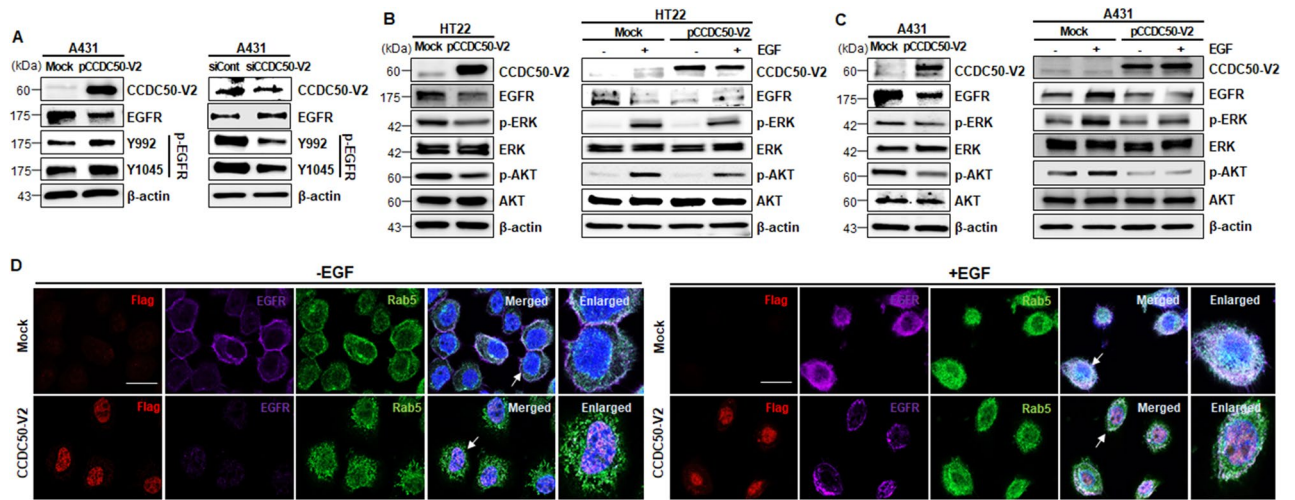 A
A431
(kDa) Mock pCCDC50-V2
60 CCDC50-V2
175 EGFR
175 Y992
175 Y1045
p-EGFR
43 β-actin
A431
siCont siCCDC50-V2
CCDC50-V2
EGFR
Y992
Y1045
p-EGFR
β-actin
B
HT22
(kDa) Mock pCCDC50-V2
60
175
42
42
60
60
43
HT22
Mock pCCDC50-V2
- + - + EGF
CCDC50-V2
EGFR
p-ERK
ERK
p-AKT
AKT
β-actin
CCDC50-V2
EGFR
p-ERK
ERK
p-AKT
AKT
β-actin
C
A431
(kDa) Mock pCCDC50-V2
60 CCDC50-V2
175 EGFR
42 p-ERK
42 ERK
60 p-AKT
60 AKT
43 β-actin
A431
Mock pCCDC50-V2
- + - + EGF
CCDC50-V2
EGFR
p-ERK
ERK
p-AKT
AKT
β-actin
D
-EGF
Mock
Flag EGFR Rab5 Merged Enlarged
CCDC50-V2
Flag EGFR Rab5 Merged Enlarged
+EGF
Mock
Flag EGFR Rab5 Merged Enlarged
CCDC50-V2
Flag EGFR Rab5 Merged Enlarged